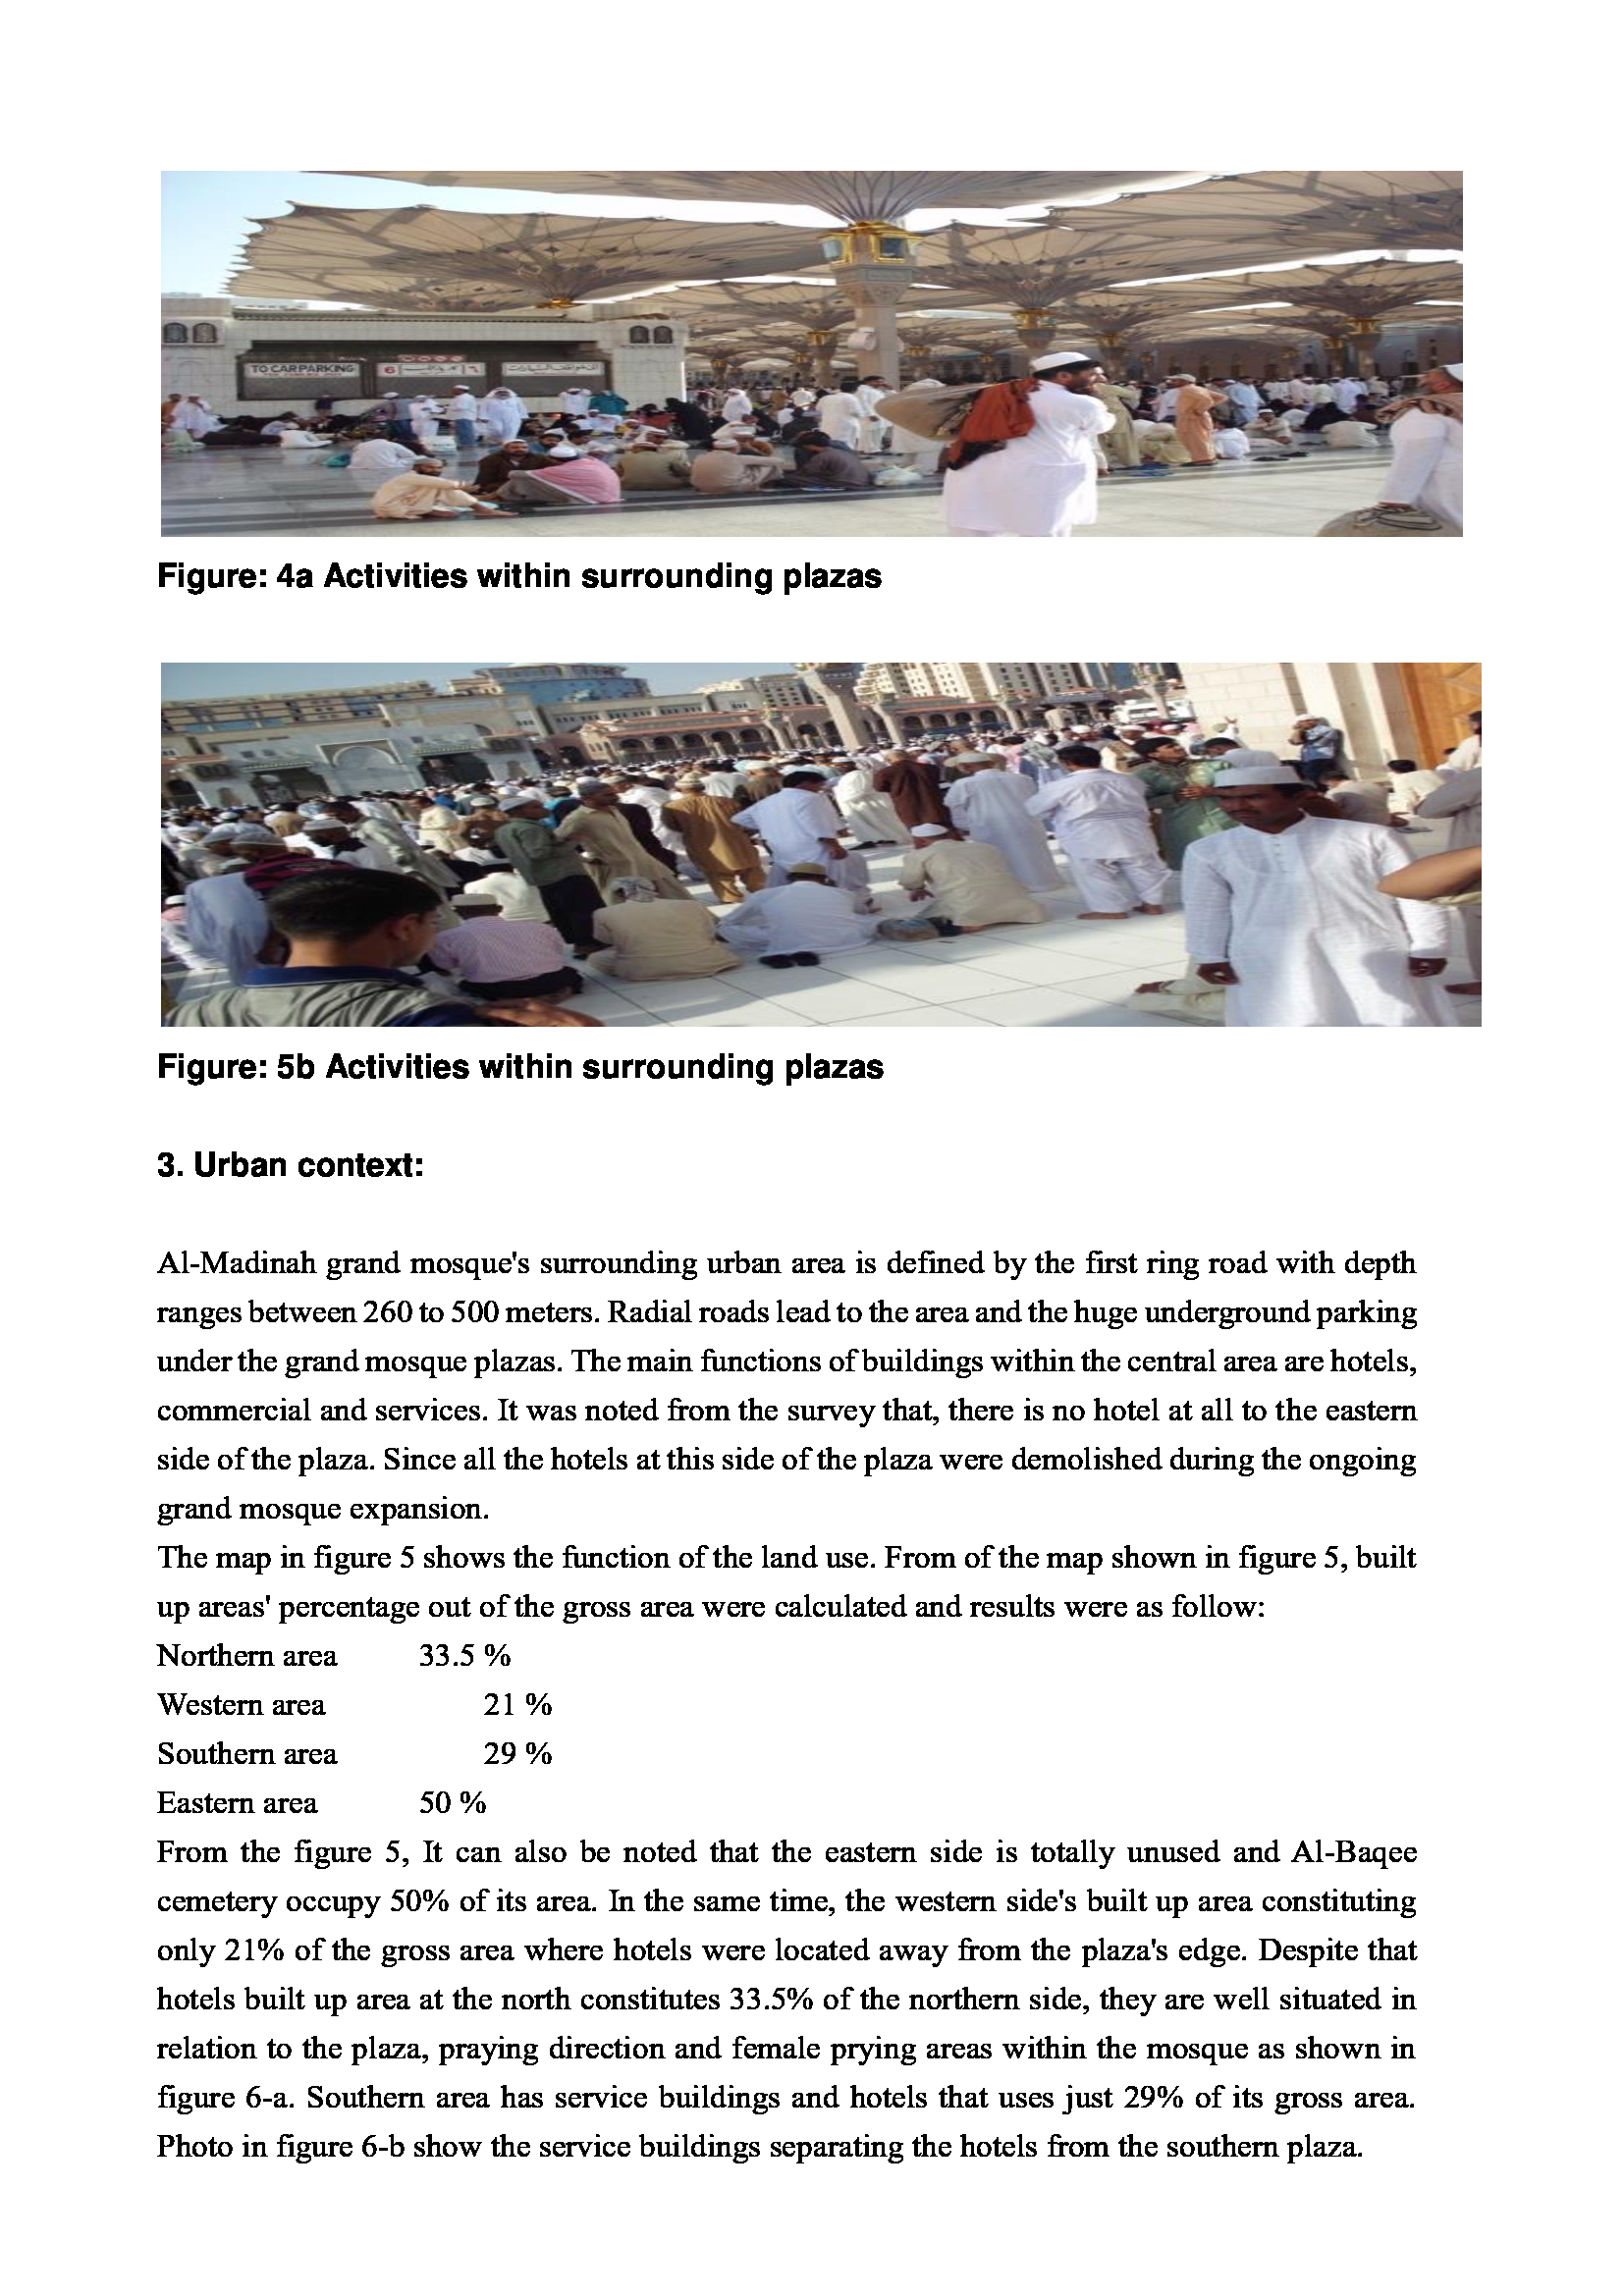 TO CAR PARKING
6
٦
Figure: 4a Activities within surrounding plazas
Figure: 5b Activities within surrounding plazas
3. Urban context:
Al-Madinah grand mosque's surrounding urban area is defined by the first ring road with depth
ranges between 260 to 500 meters. Radial roads lead to the area and the huge underground parking
under the grand mosque plazas. The main functions of buildings within the central area are hotels,
commercial and services. It was noted from the survey that, there is no hotel at all to the eastern
side of the plaza. Since all the hotels at this side of the plaza were demolished during the ongoing
grand mosque expansion.
The map in figure 5 shows the function of the land use. From of the map shown in figure 5, built
up areas' percentage out of the gross area were calculated and results were as follow:
Northern area 33.5 %
Western area 21 %
Southern area 29 %
Eastern area 50 %
From the figure 5, It can also be noted that the eastern side is totally unused and Al-Baqee
cemetery occupy 50% of its area. In the same time, the western side's built up area constituting
only 21% of the gross area where hotels were located away from the plaza's edge. Despite that
hotels built up area at the north constitutes 33.5% of the northern side, they are well situated in
relation to the plaza, praying direction and female prying areas within the mosque as shown in
figure 6-a. Southern area has service buildings and hotels that uses just 29% of its gross area.
Photo in figure 6-b show the service buildings separating the hotels from the southern plaza.